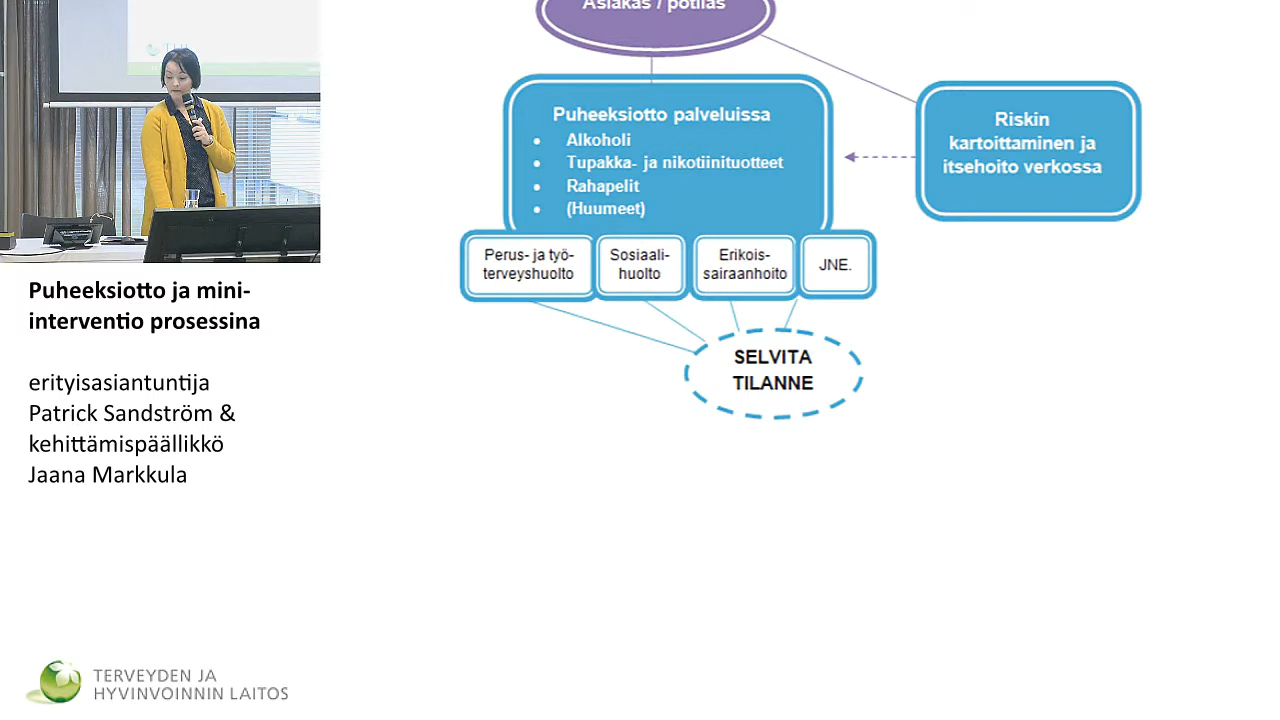 Puheeksiotto ja mini-
interventio prosessina
erityisasiantuntija
Patrick Sandström &
kehittämispäällikkö
Jaana Markkula
TERVEYDEN JA
HYVINVOINNIN LAITOS
Asiakas / potilas
Puheeksiotto palveluissa
• Alkoholi
• Tupakka- ja nikotiinituotteet
• Rahapelit
• (Huumeet)
Riskin
kartoittaminen ja
itsehoito verkossa
Perus- ja työ-
terveyshuolto
Sosiaali-
huolto
Erikois-
sairaanhoito
JNE.
SELVITA
TILANNE